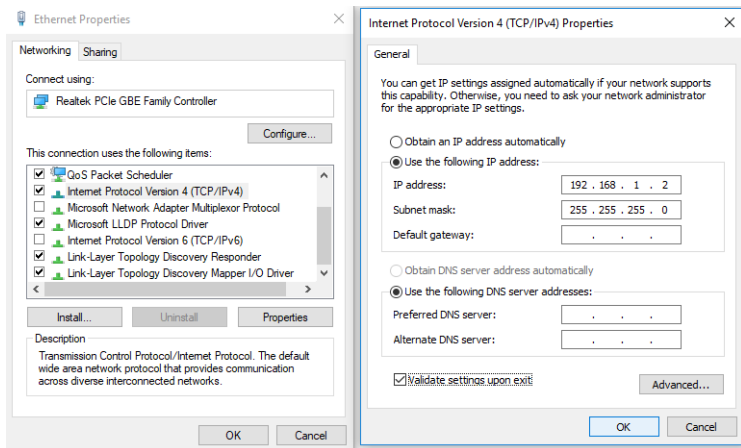 Ethernet Properties
Networking
Sharing
Connect using:
Realtek PCIe GBE Family Controller
Configure...
This connection uses the following items:
QoS Packet Scheduler
Internet Protocol Version 4 (TCP/IPv4)
Microsoft Network Adapter Multiplexor Protocol
Microsoft LLDP Protocol Driver
Internet Protocol Version 6 (TCP/IPv6)
Link-Layer Topology Discovery Responder
Link-Layer Topology Discovery Mapper I/O Driver
Install...
Uninstall
Properties
Description
Transmission Control Protocol/Internet Protocol. The default
wide area network protocol that provides communication
across diverse interconnected networks.
OK
Cancel
Internet Protocol Version 4 (TCP/IPv4) Properties
General
You can get IP settings assigned automatically if your network supports
this capability. Otherwise, you need to ask your network administrator
for the appropriate IP settings.
Obtain an IP address automatically
Use the following IP address:
IP address: 192 . 168 . 1 . 2
Subnet mask: 255 . 255 . 255 . 0
Default gateway: . . .
Obtain DNS server address automatically
Use the following DNS server addresses:
Preferred DNS server: . . .
Alternate DNS server: . . .
Validate settings upon exit
Advanced...
OK
Cancel